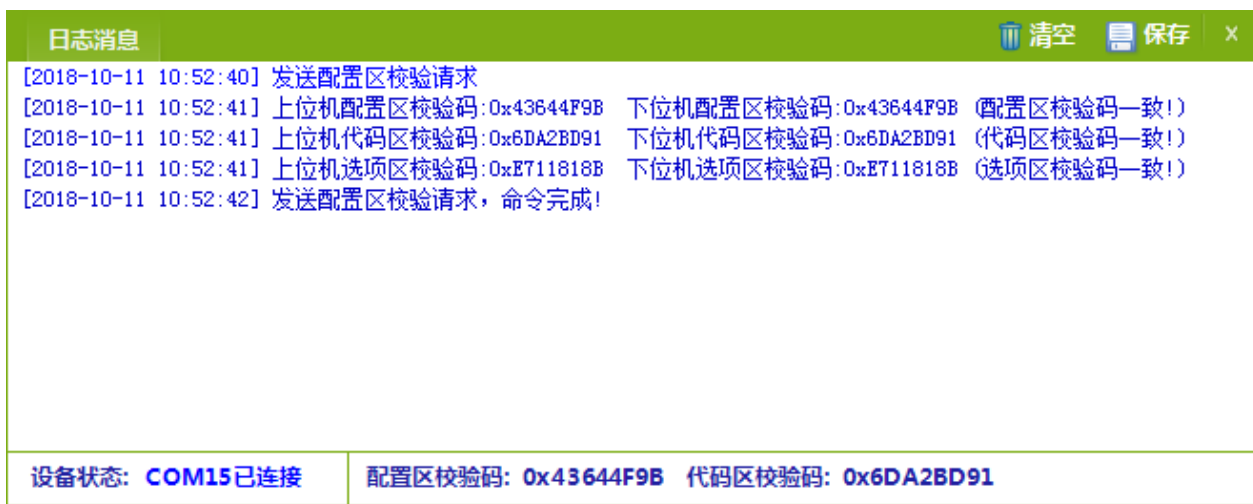 日志消息 清空 保存 x
[2018-10-11 10:52:40] 发送配置区校验请求
[2018-10-11 10:52:41] 上位机配置区校验码:0x43644F9B 下位机配置区校验码:0x43644F9B (配置区校验码一致!)
[2018-10-11 10:52:41] 上位机代码区校验码:0x6DA2BD91 下位机代码区校验码:0x6DA2BD91 (代码区校验码一致!)
[2018-10-11 10:52:41] 上位机选项区校验码:0xE711818B 下位机选项区校验码:0xE711818B (选项区校验码一致!)
[2018-10-11 10:52:42] 发送配置区校验请求，命令完成!
设备状态: COM15已连接 配置区校验码: 0x43644F9B 代码区校验码: 0x6DA2BD91